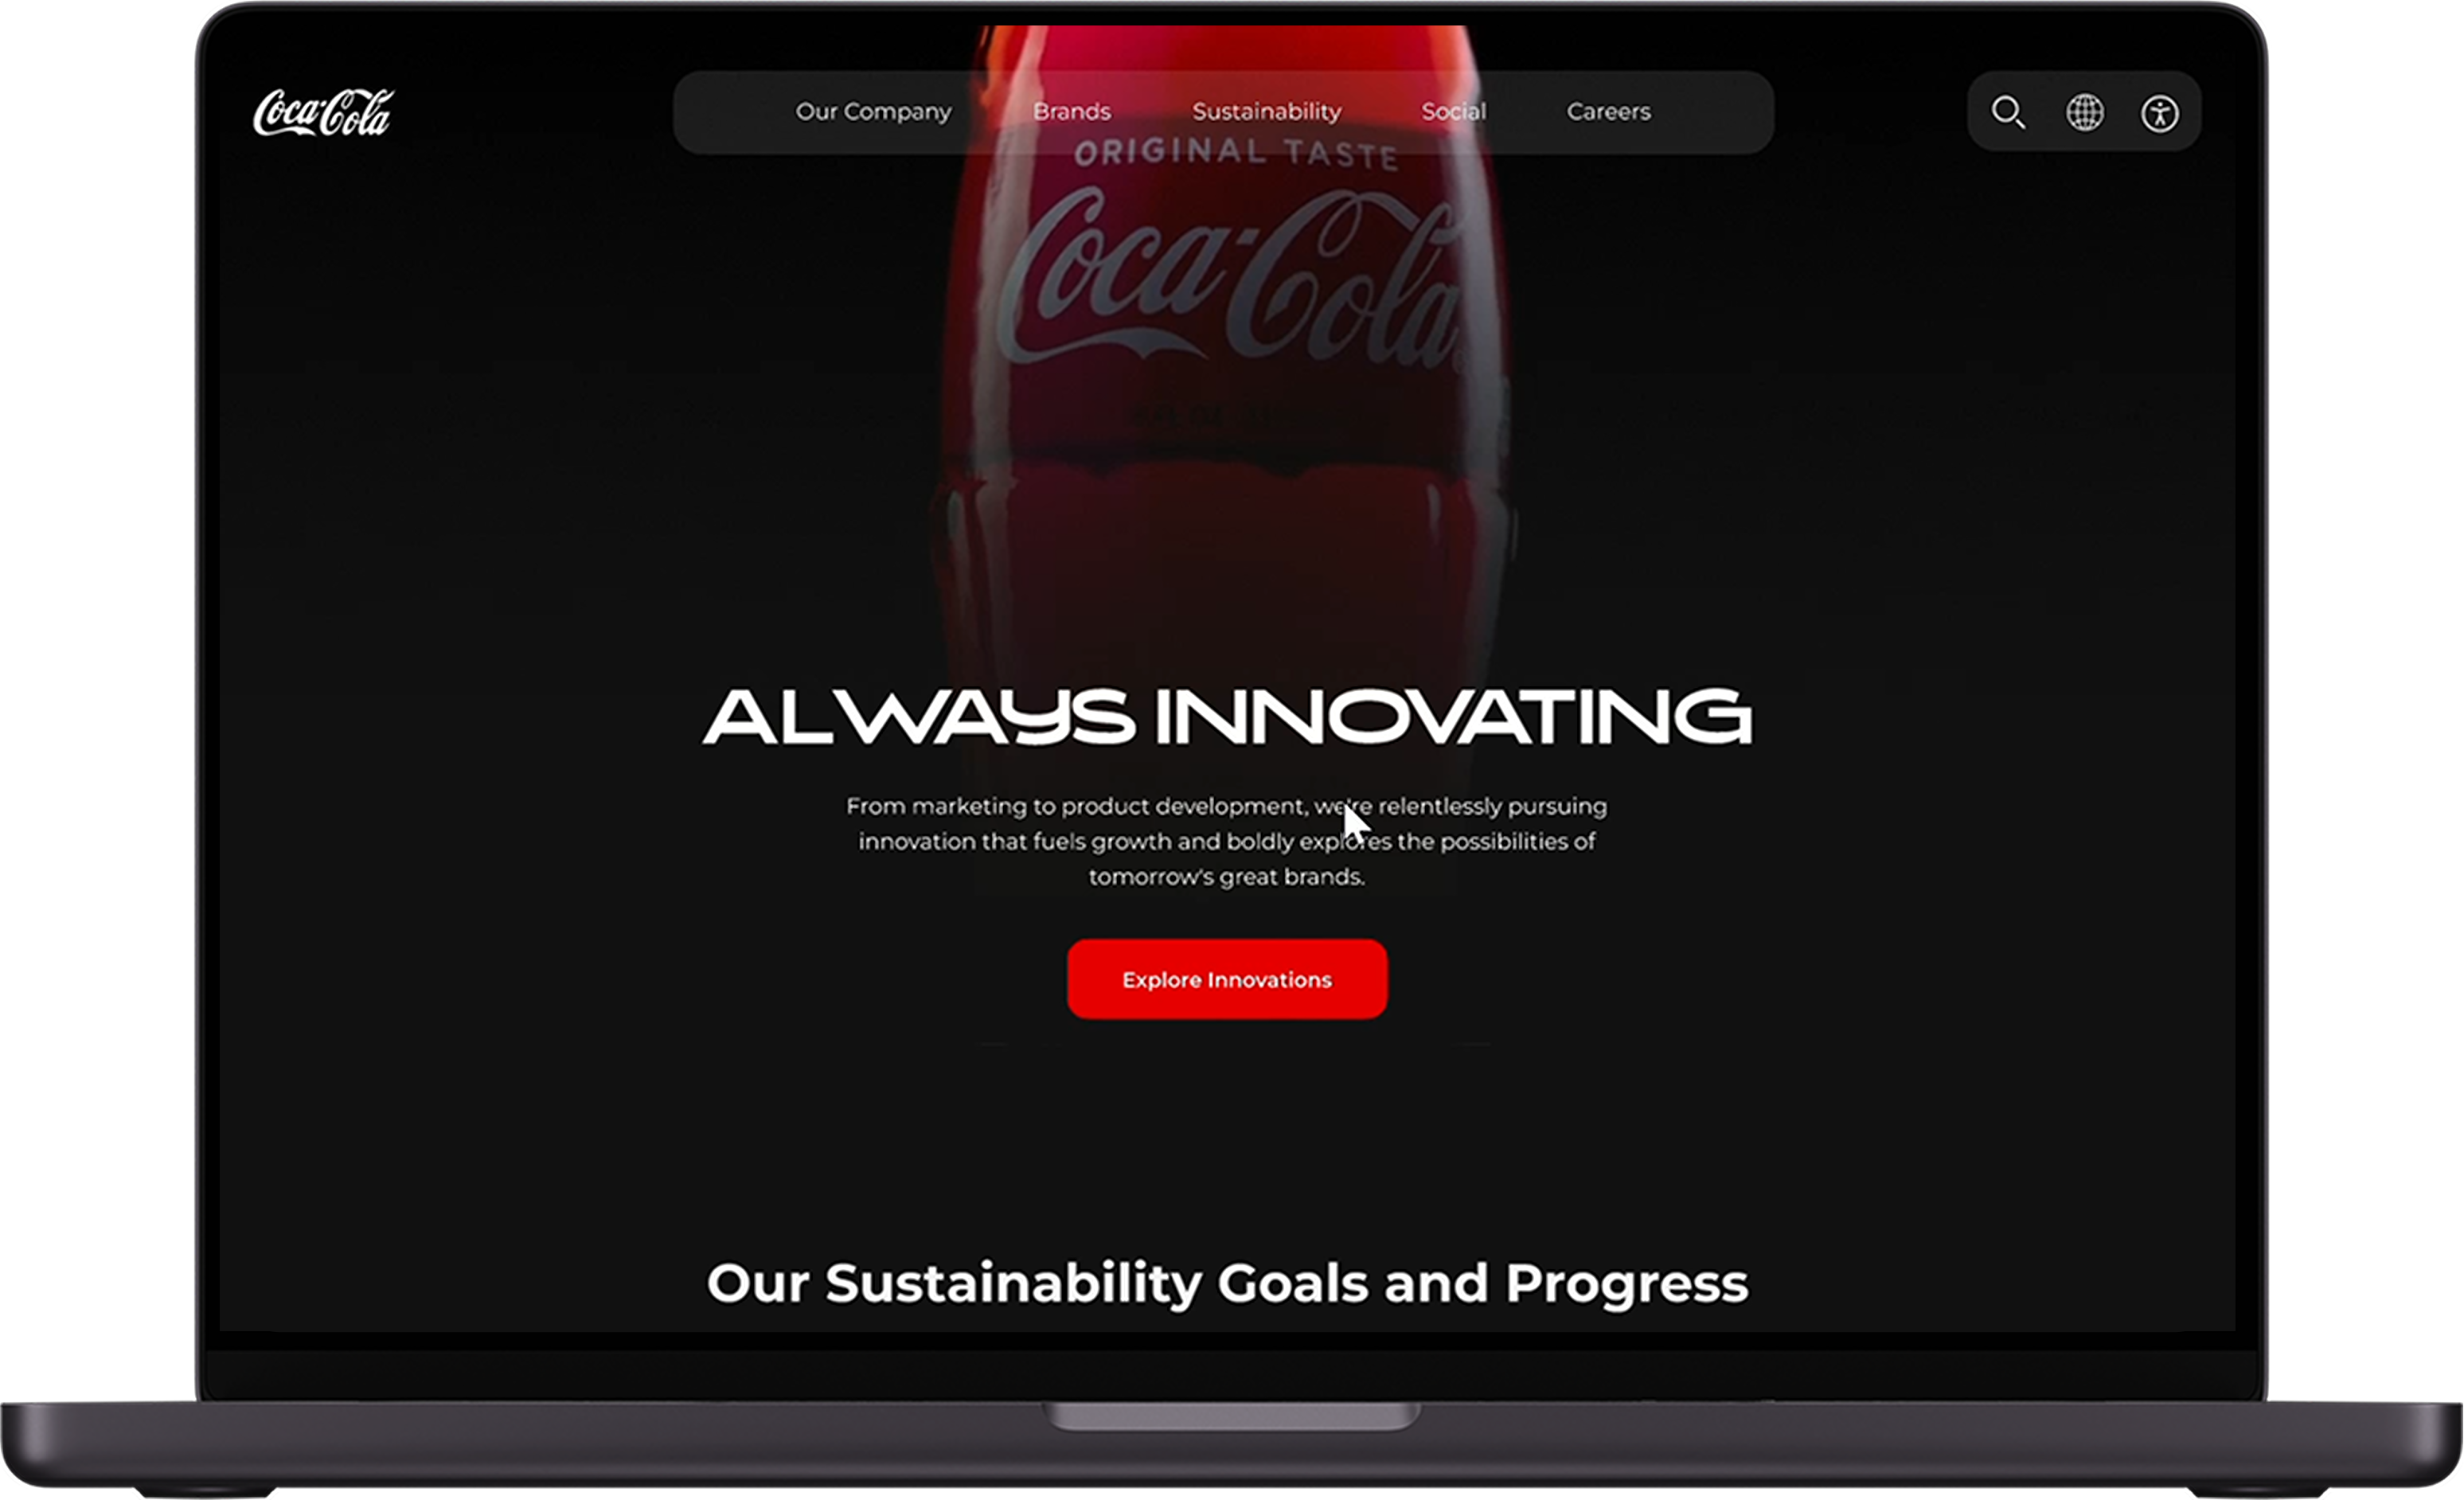 Coca-Cola
Our Company Brands Sustainability Social Careers
ORIGINAL TASTE
Coca-Cola
ALWAYS INNOVATING
From marketing to product development, we're relentlessly pursuing
innovation that fuels growth and boldly explores the possibilities of
tomorrow's great brands.
Explore Innovations
Our Sustainability Goals and Progress